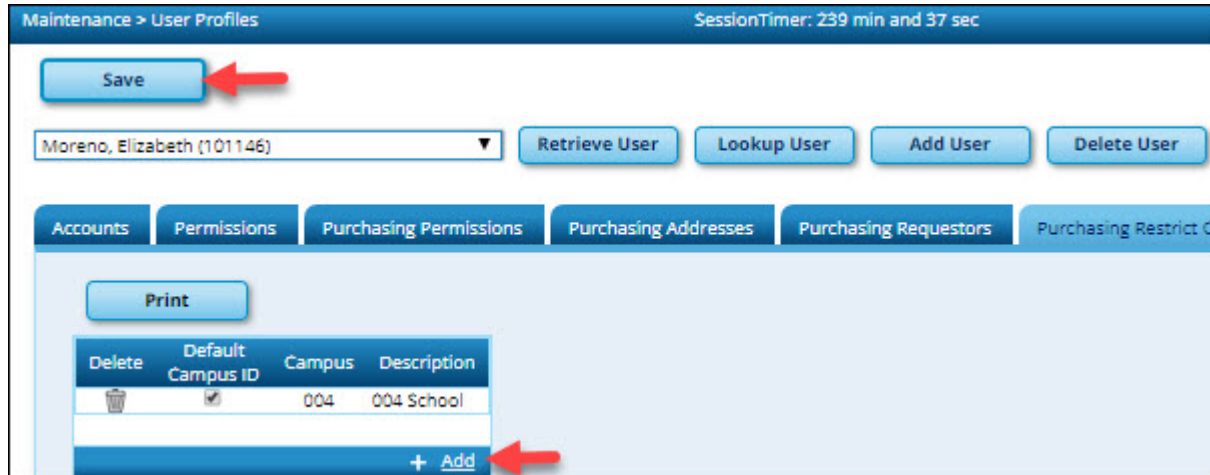 Maintenance > User Profiles SessionTimer: 239 min and 37 sec
Save
Moreno, Elizabeth (101146) Retrieve User Lookup User Add User Delete User
Accounts Permissions Purchasing Permissions Purchasing Addresses Purchasing Requestors Purchasing Restrict
Print
Delete Default Campus ID Campus Description
004 004 School
+ Add